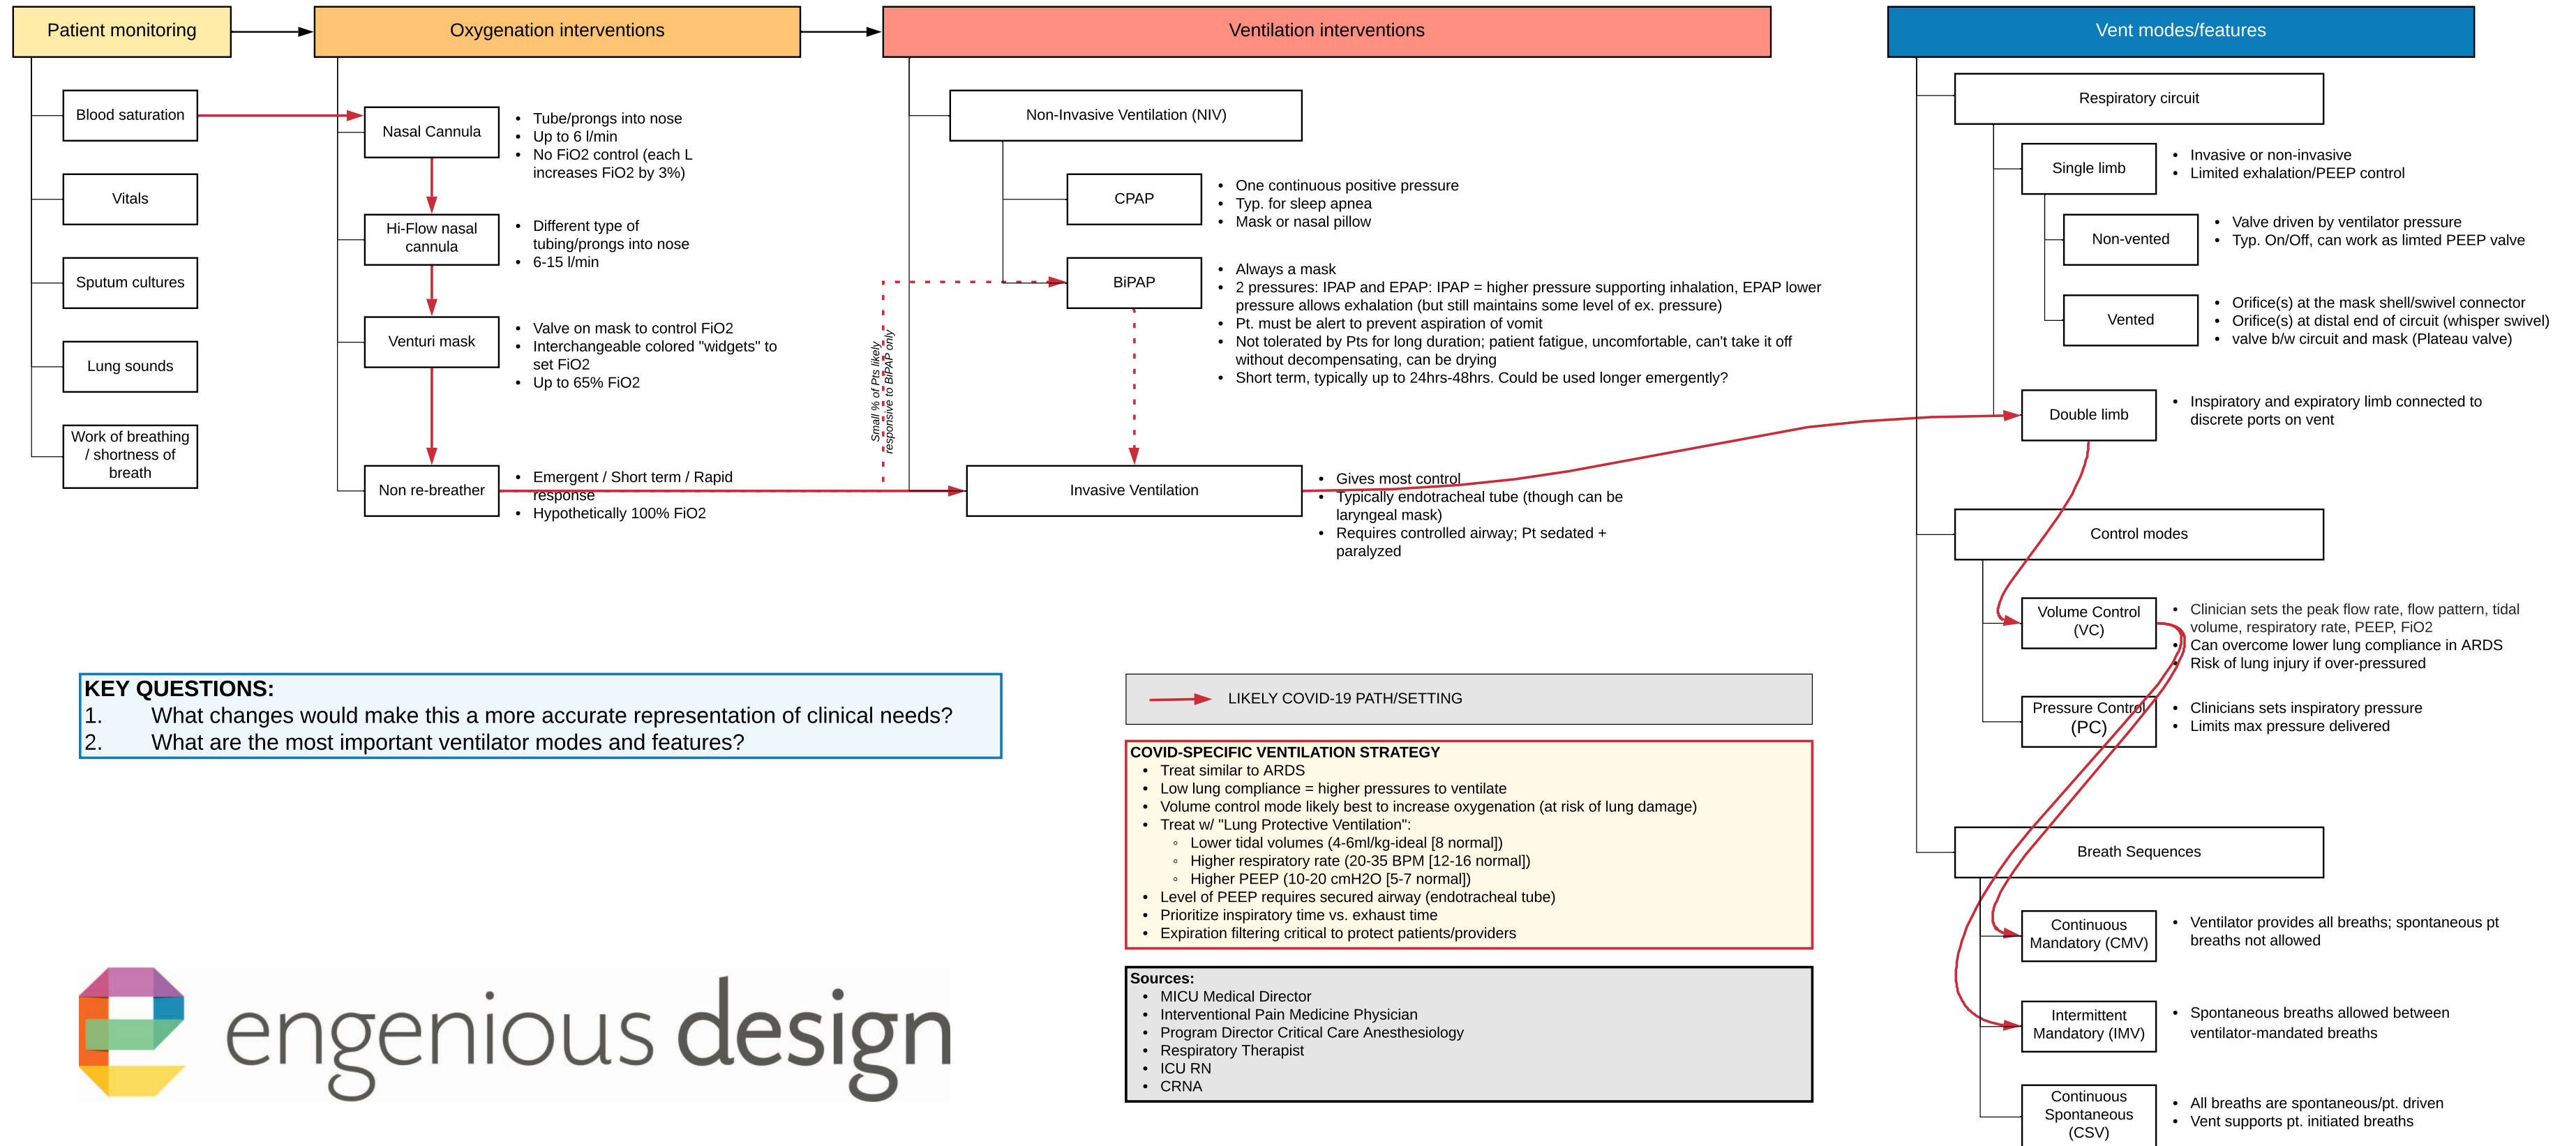 Patient monitoring
Blood saturation
Vitals
Sputum cultures
Lung sounds
Work of breathing
/ shortness of
breath
Oxygenation interventions
Nasal Cannula
• Tube/prongs into nose
• Up to 6 l/min
• No FiO2 control (each L
increases FiO2 by 3%)
Hi-Flow nasal
cannula
• Different type of
tubing/prongs into nose
• 6-15 l/min
Venturi mask
• Valve on mask to control FiO2
• Interchangeable colored "widgets" to
set FiO2
• Up to 65% FiO2
Non re-breather
• Emergent / Short term / Rapid
response
• Hypothetically 100% FiO2
Ventilation interventions
Non-Invasive Ventilation (NIV)
CPAP
• One continuous positive pressure
• Typ. for sleep apnea
• Mask or nasal pillow
BiPAP
• Always a mask
• 2 pressures: IPAP and EPAP: IPAP = higher pressure supporting inhalation, EPAP lower
pressure allows exhalation (but still maintains some level of ex. pressure)
• Pt. must be alert to prevent aspiration of vomit
• Not tolerated by Pts for long duration; patient fatigue, uncomfortable, can't take it off
without decompensating, can be drying
• Short term, typically up to 24hrs-48hrs. Could be used longer emergently?
Small % of Pts likely
responsive to BiPAP only
Invasive Ventilation
• Gives most control
• Typically endotracheal tube (though can be
laryngeal mask)
• Requires controlled airway; Pt sedated +
paralyzed
Vent modes/features
Respiratory circuit
Single limb
• Invasive or non-invasive
• Limited exhalation/PEEP control
Non-vented
• Valve driven by ventilator pressure
• Typ. On/Off, can work as limted PEEP valve
Vented
• Orifice(s) at the mask shell/swivel connector
• Orifice(s) at distal end of circuit (whisper swivel)
• valve b/w circuit and mask (Plateau valve)
Double limb
• Inspiratory and expiratory limb connected to
discrete ports on vent
Control modes
Volume Control
(VC)
• Clinician sets the peak flow rate, flow pattern, tidal
volume, respiratory rate, PEEP, FiO2
• Can overcome lower lung compliance in ARDS
• Risk of lung injury if over-pressured
Pressure Control
(PC)
• Clinicians sets inspiratory pressure
• Limits max pressure delivered
Breath Sequences
Continuous
Mandatory (CMV)
• Ventilator provides all breaths; spontaneous pt
breaths not allowed
Intermittent
Mandatory (IMV)
• Spontaneous breaths allowed between
ventilator-mandated breaths
Continuous
Spontaneous
(CSV)
• All breaths are spontaneous/pt. driven
• Vent supports pt. initiated breaths
KEY QUESTIONS:
1. What changes would make this a more accurate representation of clinical needs?
2. What are the most important ventilator modes and features?
LIKELY COVID-19 PATH/SETTING
COVID-SPECIFIC VENTILATION STRATEGY
• Treat similar to ARDS
• Low lung compliance = higher pressures to ventilate
• Volume control mode likely best to increase oxygenation (at risk of lung damage)
• Treat w/ "Lung Protective Ventilation":
◦ Lower tidal volumes (4-6ml/kg-ideal [8 normal])
◦ Higher respiratory rate (20-35 BPM [12-16 normal])
◦ Higher PEEP (10-20 cmH2O [5-7 normal])
• Level of PEEP requires secured airway (endotracheal tube)
• Prioritize inspiratory time vs. exhaust time
• Expiration filtering critical to protect patients/providers
Sources:
• MICU Medical Director
• Interventional Pain Medicine Physician
• Program Director Critical Care Anesthesiology
• Respiratory Therapist
• ICU RN
• CRNA
engenious design